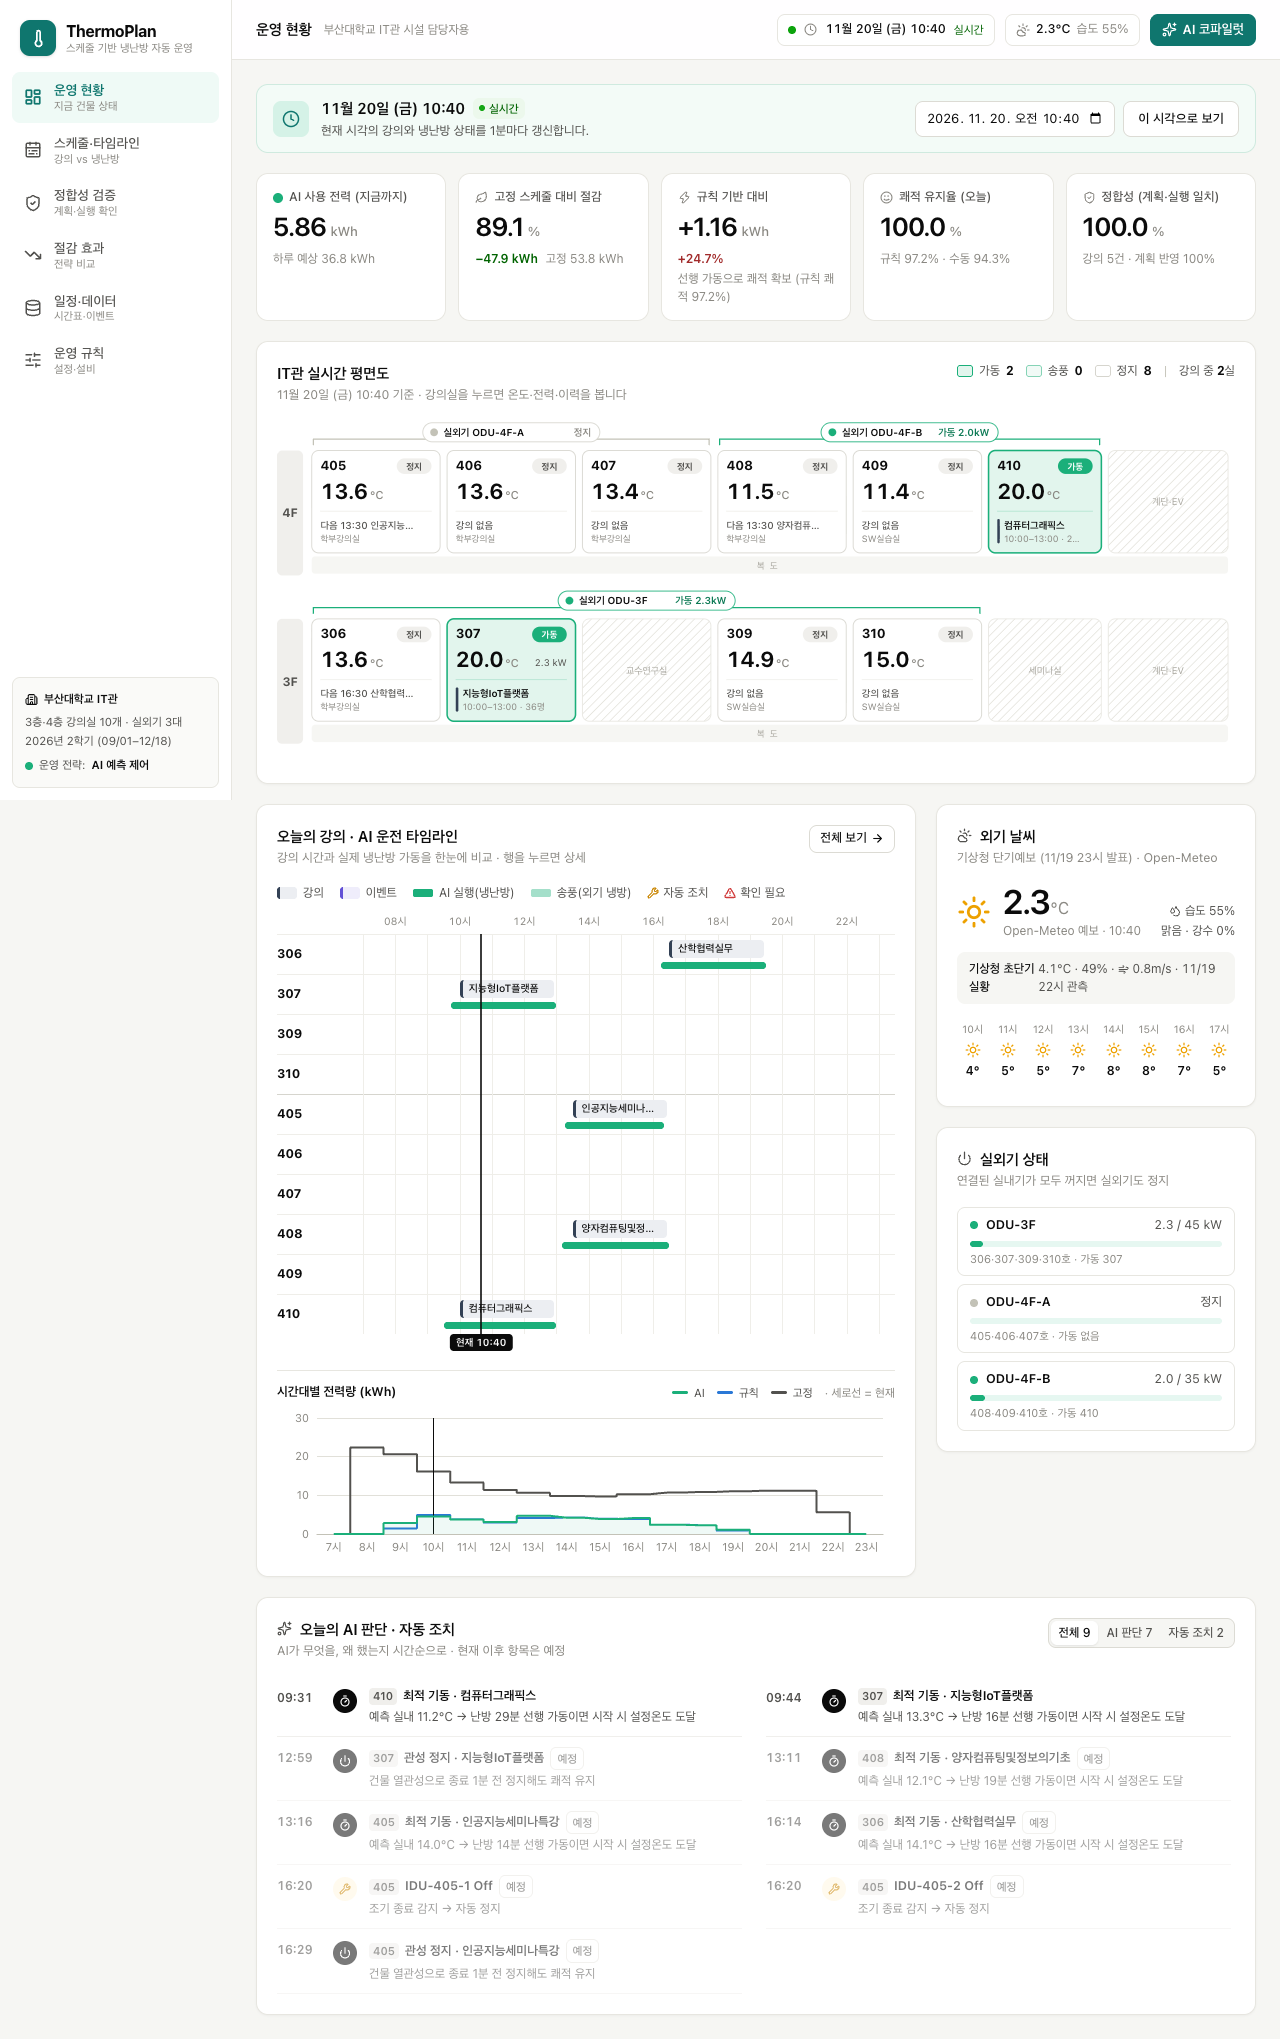 ThermoPlan
스케줄 기반 냉난방 자동 운영
운영 현황
지금 건물 상태
스케줄·타임라인
강의 vs 냉난방
정합성 검증
계획·실행 확인
절감 효과
전략 비교
일정·데이터
시간표·이벤트
운영 규칙
설정·설비
부산대학교 IT관
3층·4층 강의실 10개 · 실외기 3대
2026년 2학기 (09/01–12/18)
운영 전략: AI 예측 제어
운영 현황 부산대학교 IT관 시설 담당자용
11월 20일 (금) 10:40 실시간
2.3°C 습도 55%
AI 코파일럿
11월 20일 (금) 10:40 실시간
현재 시각의 강의와 냉난방 상태를 1분마다 갱신합니다.
2026. 11. 20. 오전 10:40
이 시각으로 보기
AI 사용 전력 (지금까지)
5.86 kWh
하루 예상 36.8 kWh
고정 스케줄 대비 절감
89.1 %
−47.9 kWh 고정 53.8 kWh
규칙 기반 대비
+1.16 kWh
+24.7%
선행 가동으로 쾌적 확보 (규칙 쾌
적 97.2%)
쾌적 유지율 (오늘)
100.0 %
규칙 97.2% · 수동 94.3%
정합성 (계획·실행 일치)
100.0 %
강의 5건 · 계획 반영 100%
IT관 실시간 평면도
11월 20일 (금) 10:40 기준 · 강의실을 누르면 온도·전력·이력을 봅니다
가동 2 송풍 0 정지 8 강의 중 2실
실외기 ODU-4F-A 정지
실외기 ODU-4F-B 가동 2.0kW
4F
405 정지
13.6°C
다음 13:30 인공지능…
학부강의실
406 정지
13.6°C
강의 없음
학부강의실
407 정지
13.4°C
강의 없음
학부강의실
408 정지
11.5°C
다음 13:30 양자컴퓨…
학부강의실
409 정지
11.4°C
강의 없음
SW실습실
410 가동
20.0°C
컴퓨터그래픽스
10:00–13:00 · 2…
계단·EV
복 도
실외기 ODU-3F 가동 2.3kW
3F
306 정지
13.6°C
다음 16:30 산학협력…
학부강의실
307 가동
20.0°C 2.3 kW
지능형IoT플랫폼
10:00–13:00 · 36명
교수연구실
309 정지
14.9°C
강의 없음
SW실습실
310 정지
15.0°C
강의 없음
SW실습실
세미나실
계단·EV
복 도
오늘의 강의 · AI 운전 타임라인
강의 시간과 실제 냉난방 가동을 한눈에 비교 · 행을 누르면 상세
전체 보기 →
강의 이벤트 AI 실행(냉난방) 송풍(외기 냉방) 자동 조치 확인 필요
08시 10시 12시 14시 16시 18시 20시 22시
306 산학협력실무
307 지능형IoT플랫폼
309
310
405 인공지능세미나…
406
407
408 양자컴퓨팅및정…
409
410 컴퓨터그래픽스
현재 10:40
시간대별 전력량 (kWh)
AI 규칙 고정 · 세로선 = 현재
30
20
10
0
7시 8시 9시 10시 11시 12시 13시 14시 15시 16시 17시 18시 19시 20시 21시 22시 23시
외기 날씨
기상청 단기예보 (11/19 23시 발표) · Open-Meteo
2.3°C
Open-Meteo 예보 · 10:40
습도 55%
맑음 · 강수 0%
기상청 초단기 4.1°C · 49% · 0.8m/s · 11/19
실황 22시 관측
10시 11시 12시 13시 14시 15시 16시 17시
4° 5° 5° 7° 8° 8° 7° 5°
실외기 상태
연결된 실내기가 모두 꺼지면 실외기도 정지
ODU-3F 2.3 / 45 kW
306·307·309·310호 · 가동 307
ODU-4F-A 정지
405·406·407호 · 가동 없음
ODU-4F-B 2.0 / 35 kW
408·409·410호 · 가동 410
오늘의 AI 판단 · 자동 조치
AI가 무엇을, 왜 했는지 시간순으로 · 현재 이후 항목은 예정
전체 9 AI 판단 7 자동 조치 2
09:31 410 최적 기동 · 컴퓨터그래픽스
예측 실내 11.2°C → 난방 29분 선행 가동이면 시작 시 설정온도 도달
09:44 307 최적 기동 · 지능형IoT플랫폼
예측 실내 13.3°C → 난방 16분 선행 가동이면 시작 시 설정온도 도달
12:59 307 관성 정지 · 지능형IoT플랫폼 예정
건물 열관성으로 종료 1분 전 정지해도 쾌적 유지
13:11 408 최적 기동 · 양자컴퓨팅및정보의기초 예정
예측 실내 12.1°C → 난방 19분 선행 가동이면 시작 시 설정온도 도달
13:16 405 최적 기동 · 인공지능세미나특강 예정
예측 실내 14.0°C → 난방 14분 선행 가동이면 시작 시 설정온도 도달
16:14 306 최적 기동 · 산학협력실무 예정
예측 실내 14.1°C → 난방 16분 선행 가동이면 시작 시 설정온도 도달
16:20 405 IDU-405-1 Off 예정
조기 종료 감지 → 자동 정지
16:20 405 IDU-405-2 Off 예정
조기 종료 감지 → 자동 정지
16:29 405 관성 정지 · 인공지능세미나특강 예정
건물 열관성으로 종료 1분 전 정지해도 쾌적 유지